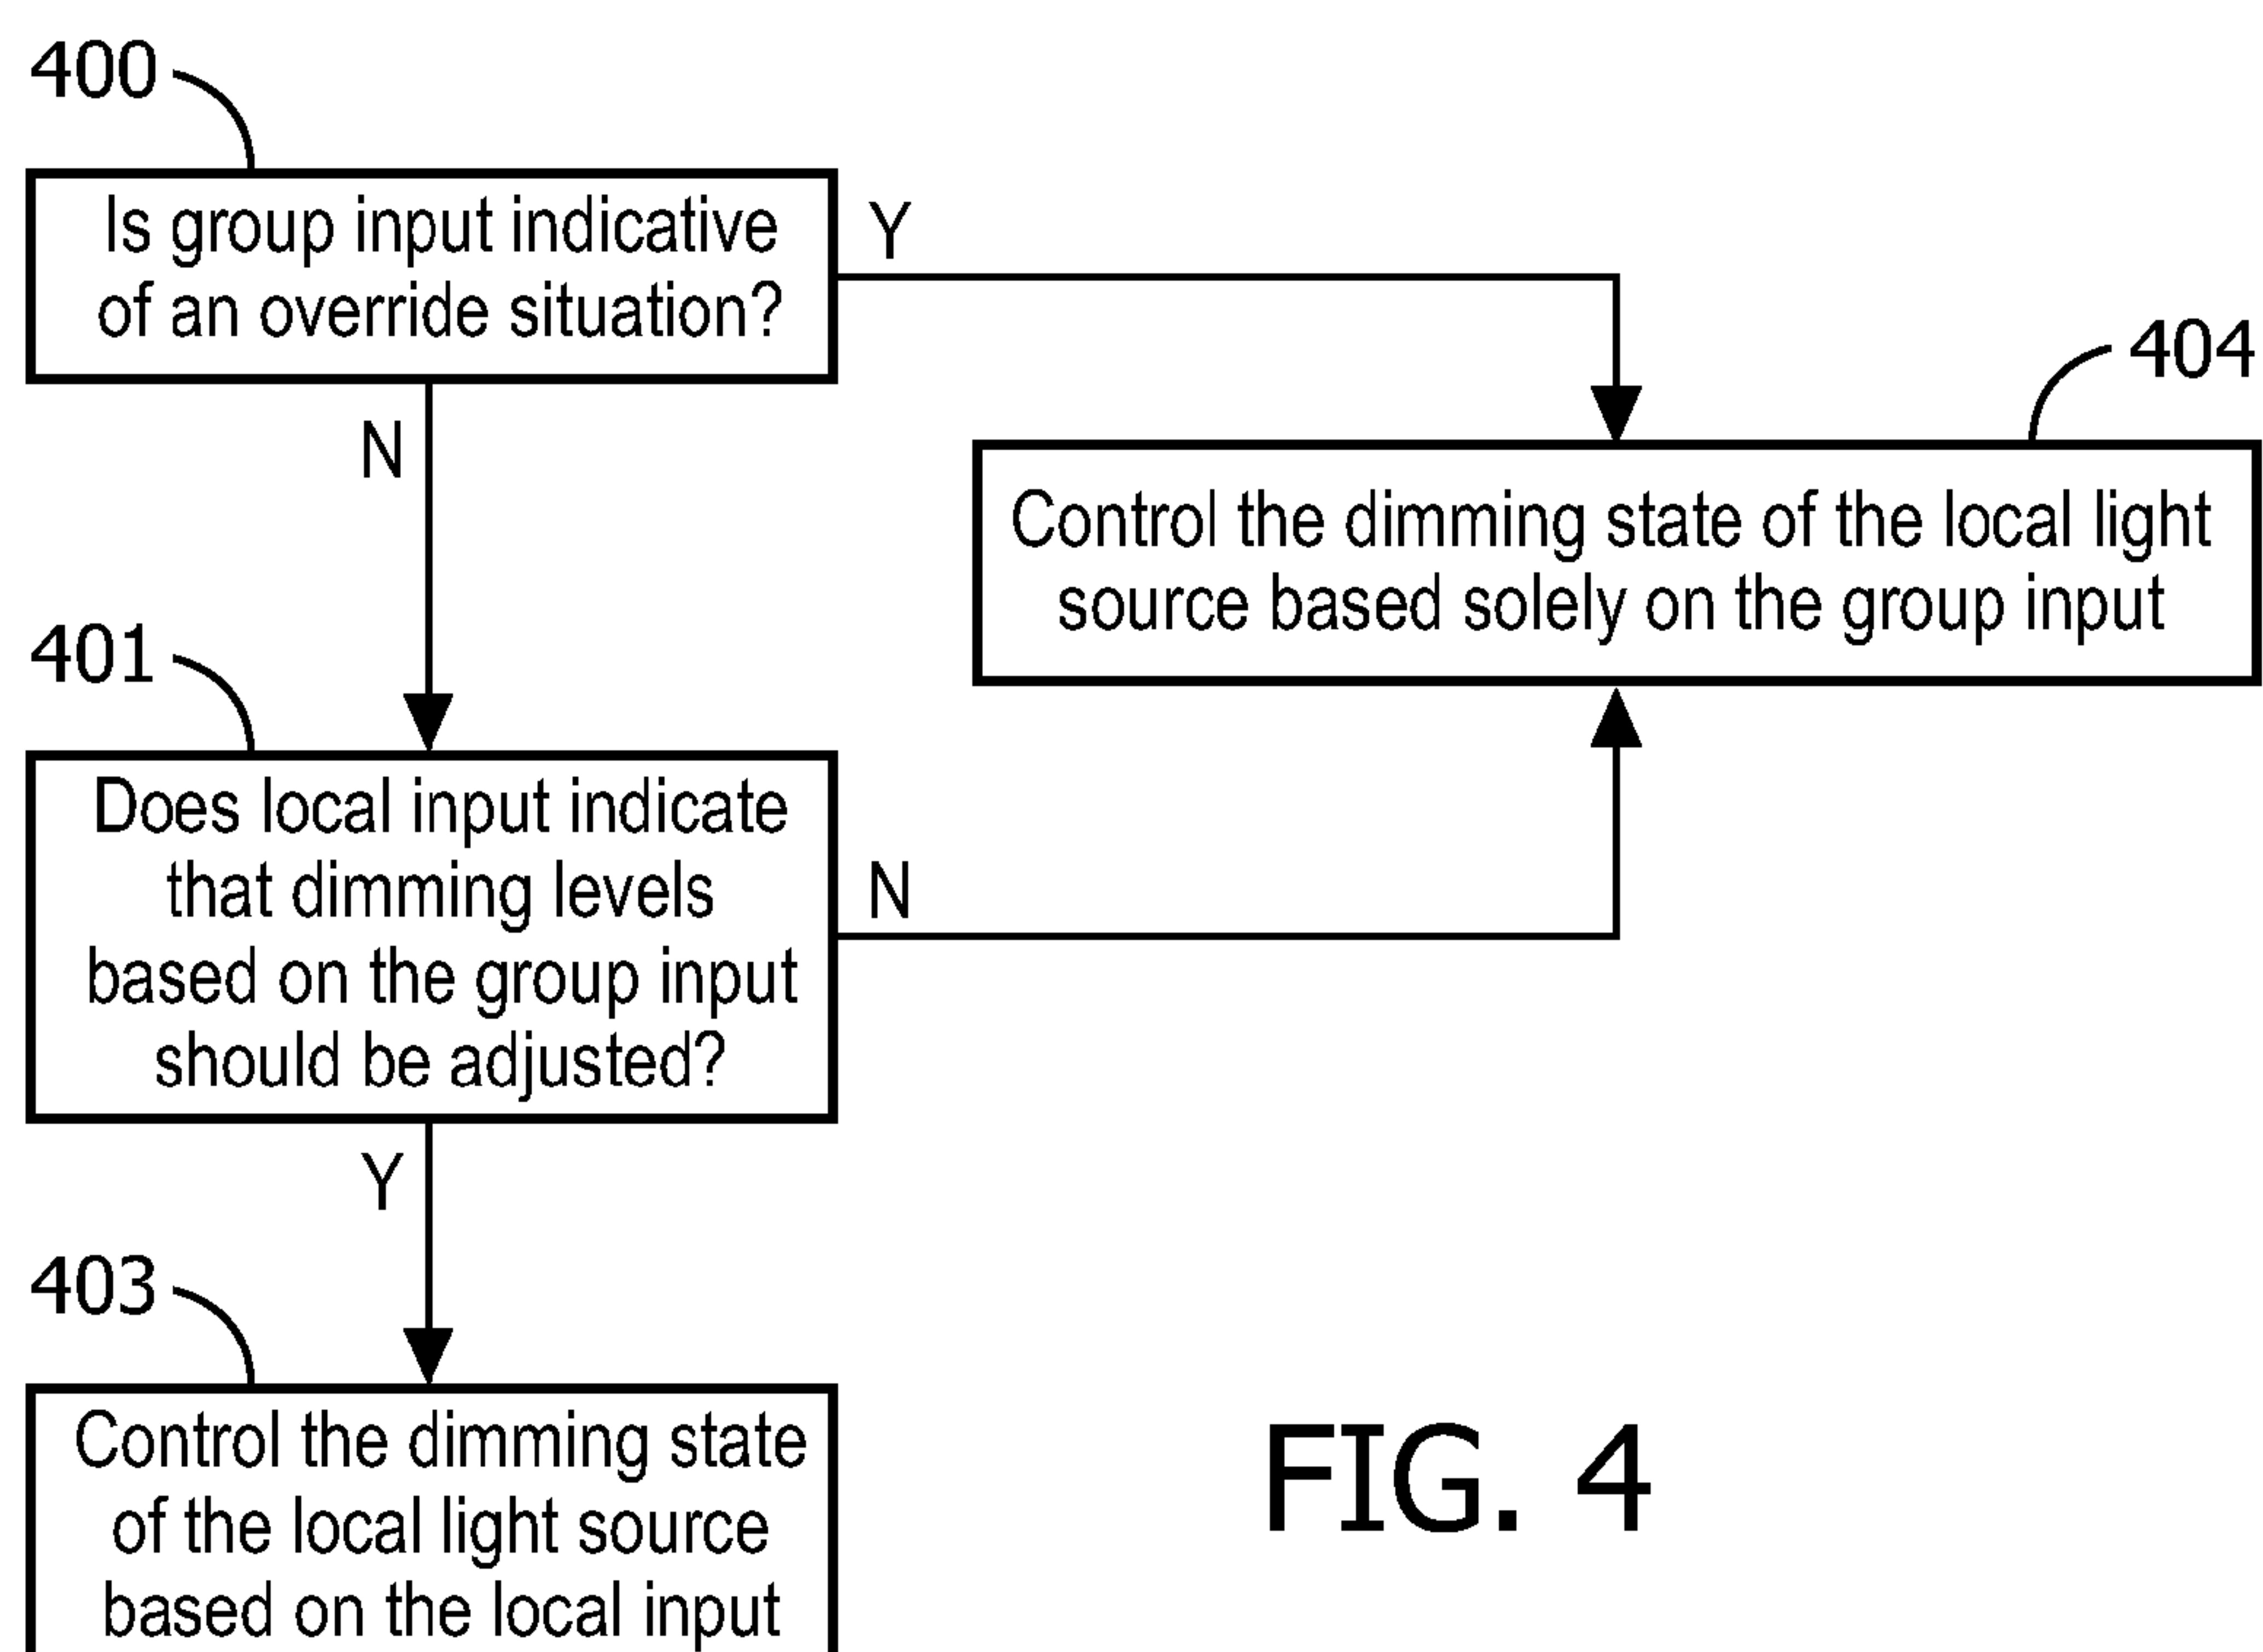 400
Is group input indicative
of an override situation?
Y
N
404
Control the dimming state of the local light
source based solely on the group input
401
Does local input indicate
that dimming levels
based on the group input
should be adjusted?
N
Y
403
Control the dimming state
of the local light source
based on the local input
FIG. 4